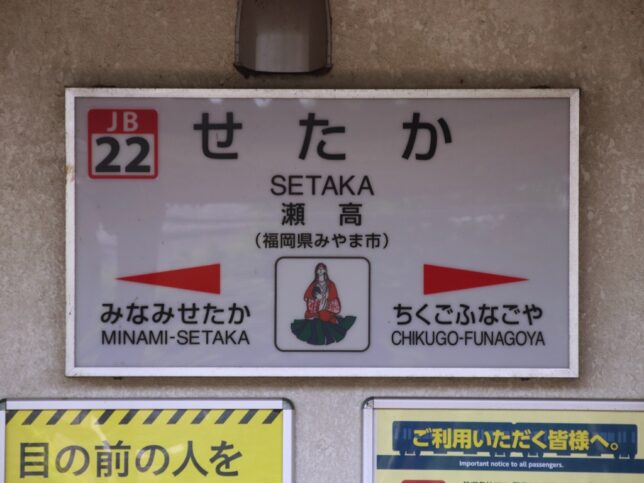 JB
22
せたか
SETAKA
瀬高
（福岡県みやま市）
みなみせたか
MINAMI-SETAKA
ちくごふなごや
CHIKUGO-FUNAGOYA
目の前の人を
ご利用いただく皆様へ。
Important notice to all passengers.